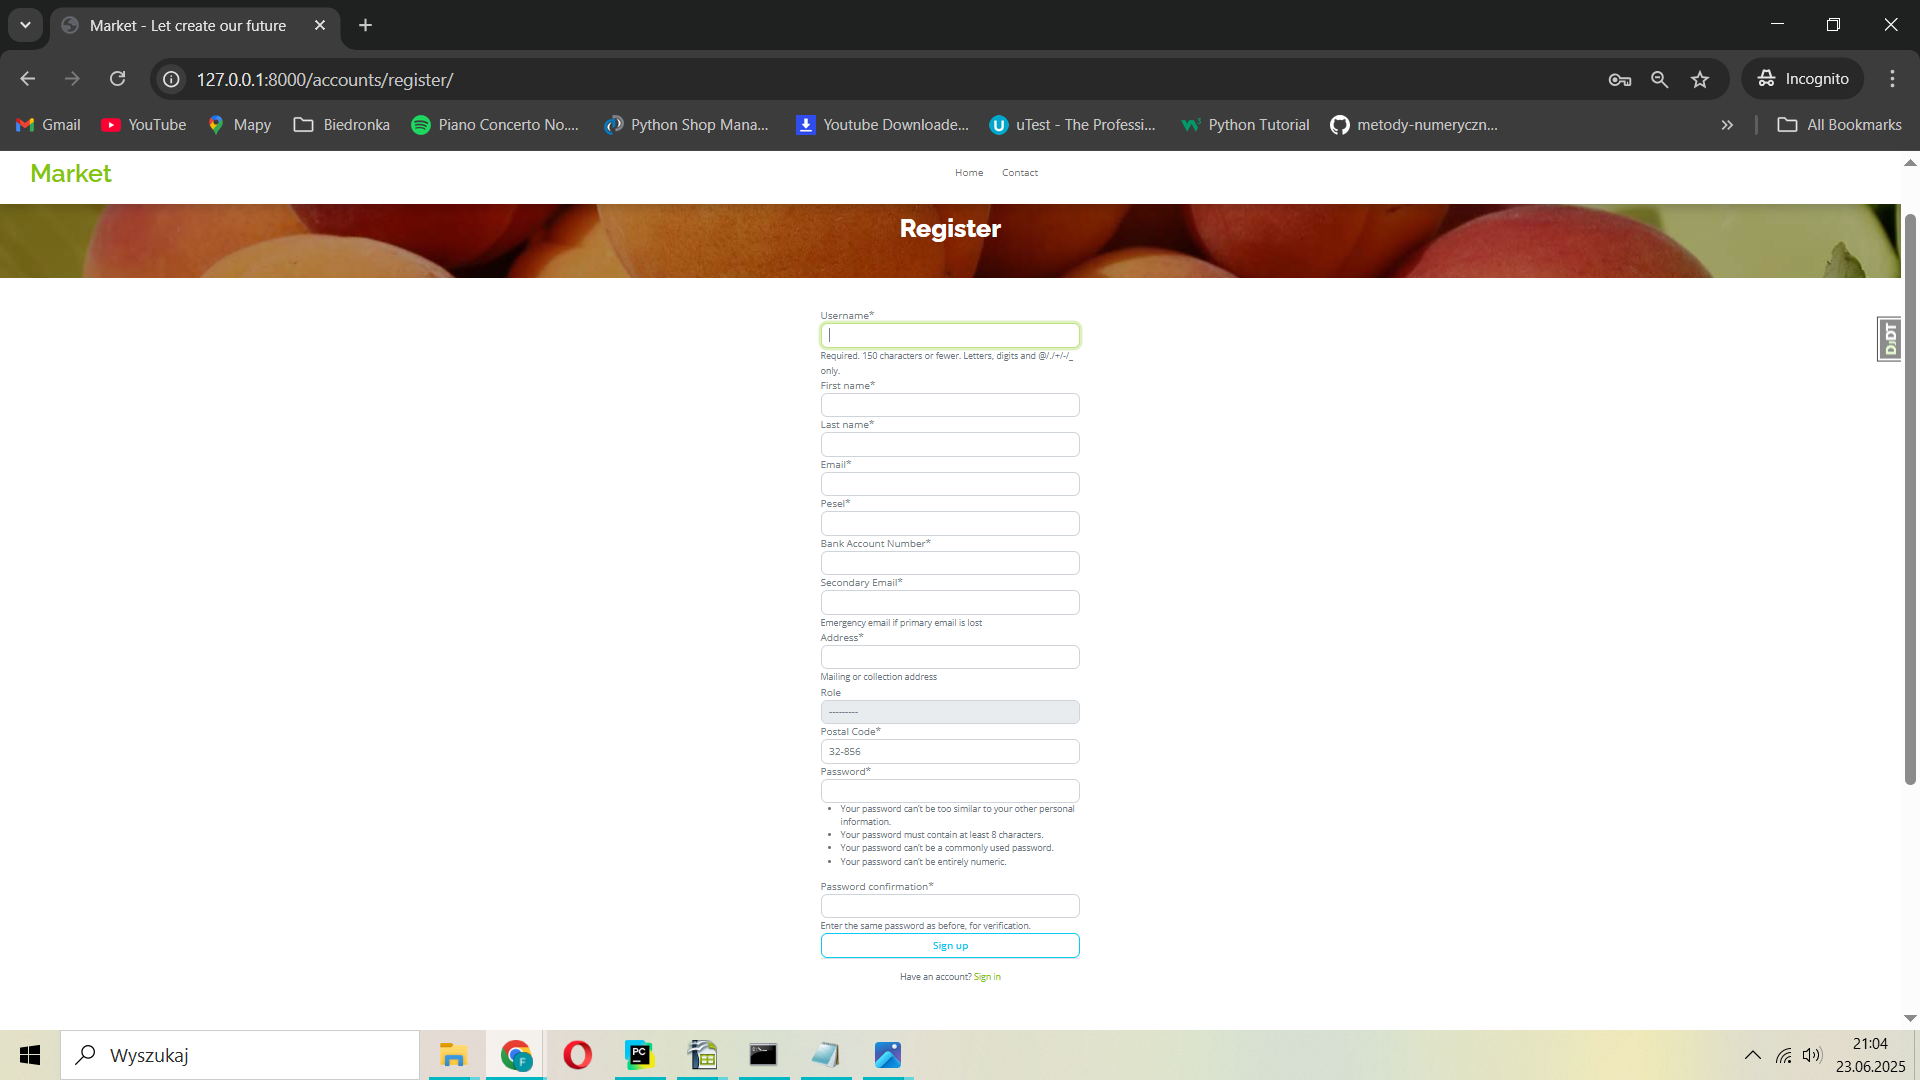 Market - Let create our future
127.0.0.1:8000/accounts/register/
Incognito
Gmail
YouTube
Mapy
Biedronka
Piano Concerto No....
Python Shop Mana...
Youtube Downloade...
uTest - The Professi...
Python Tutorial
metody-numeryczn...
All Bookmarks
Market
Home
Contact
Register
DJDT
Username*
Required. 150 characters or fewer. Letters, digits and @/./+/-/_
only.
First name*
Last name*
Email*
Pesel*
Bank Account Number*
Secondary Email*
Emergency email if primary email is lost
Address*
Mailing or collection address
Role
---------
Postal Code*
32-856
Password*
Your password can't be too similar to your other personal
information.
Your password must contain at least 8 characters.
Your password can't be a commonly used password.
Your password can't be entirely numeric.
Password confirmation*
Enter the same password as before, for verification.
Sign up
Have an account? Sign in
Wyszukaj
21:04
23.06.2025